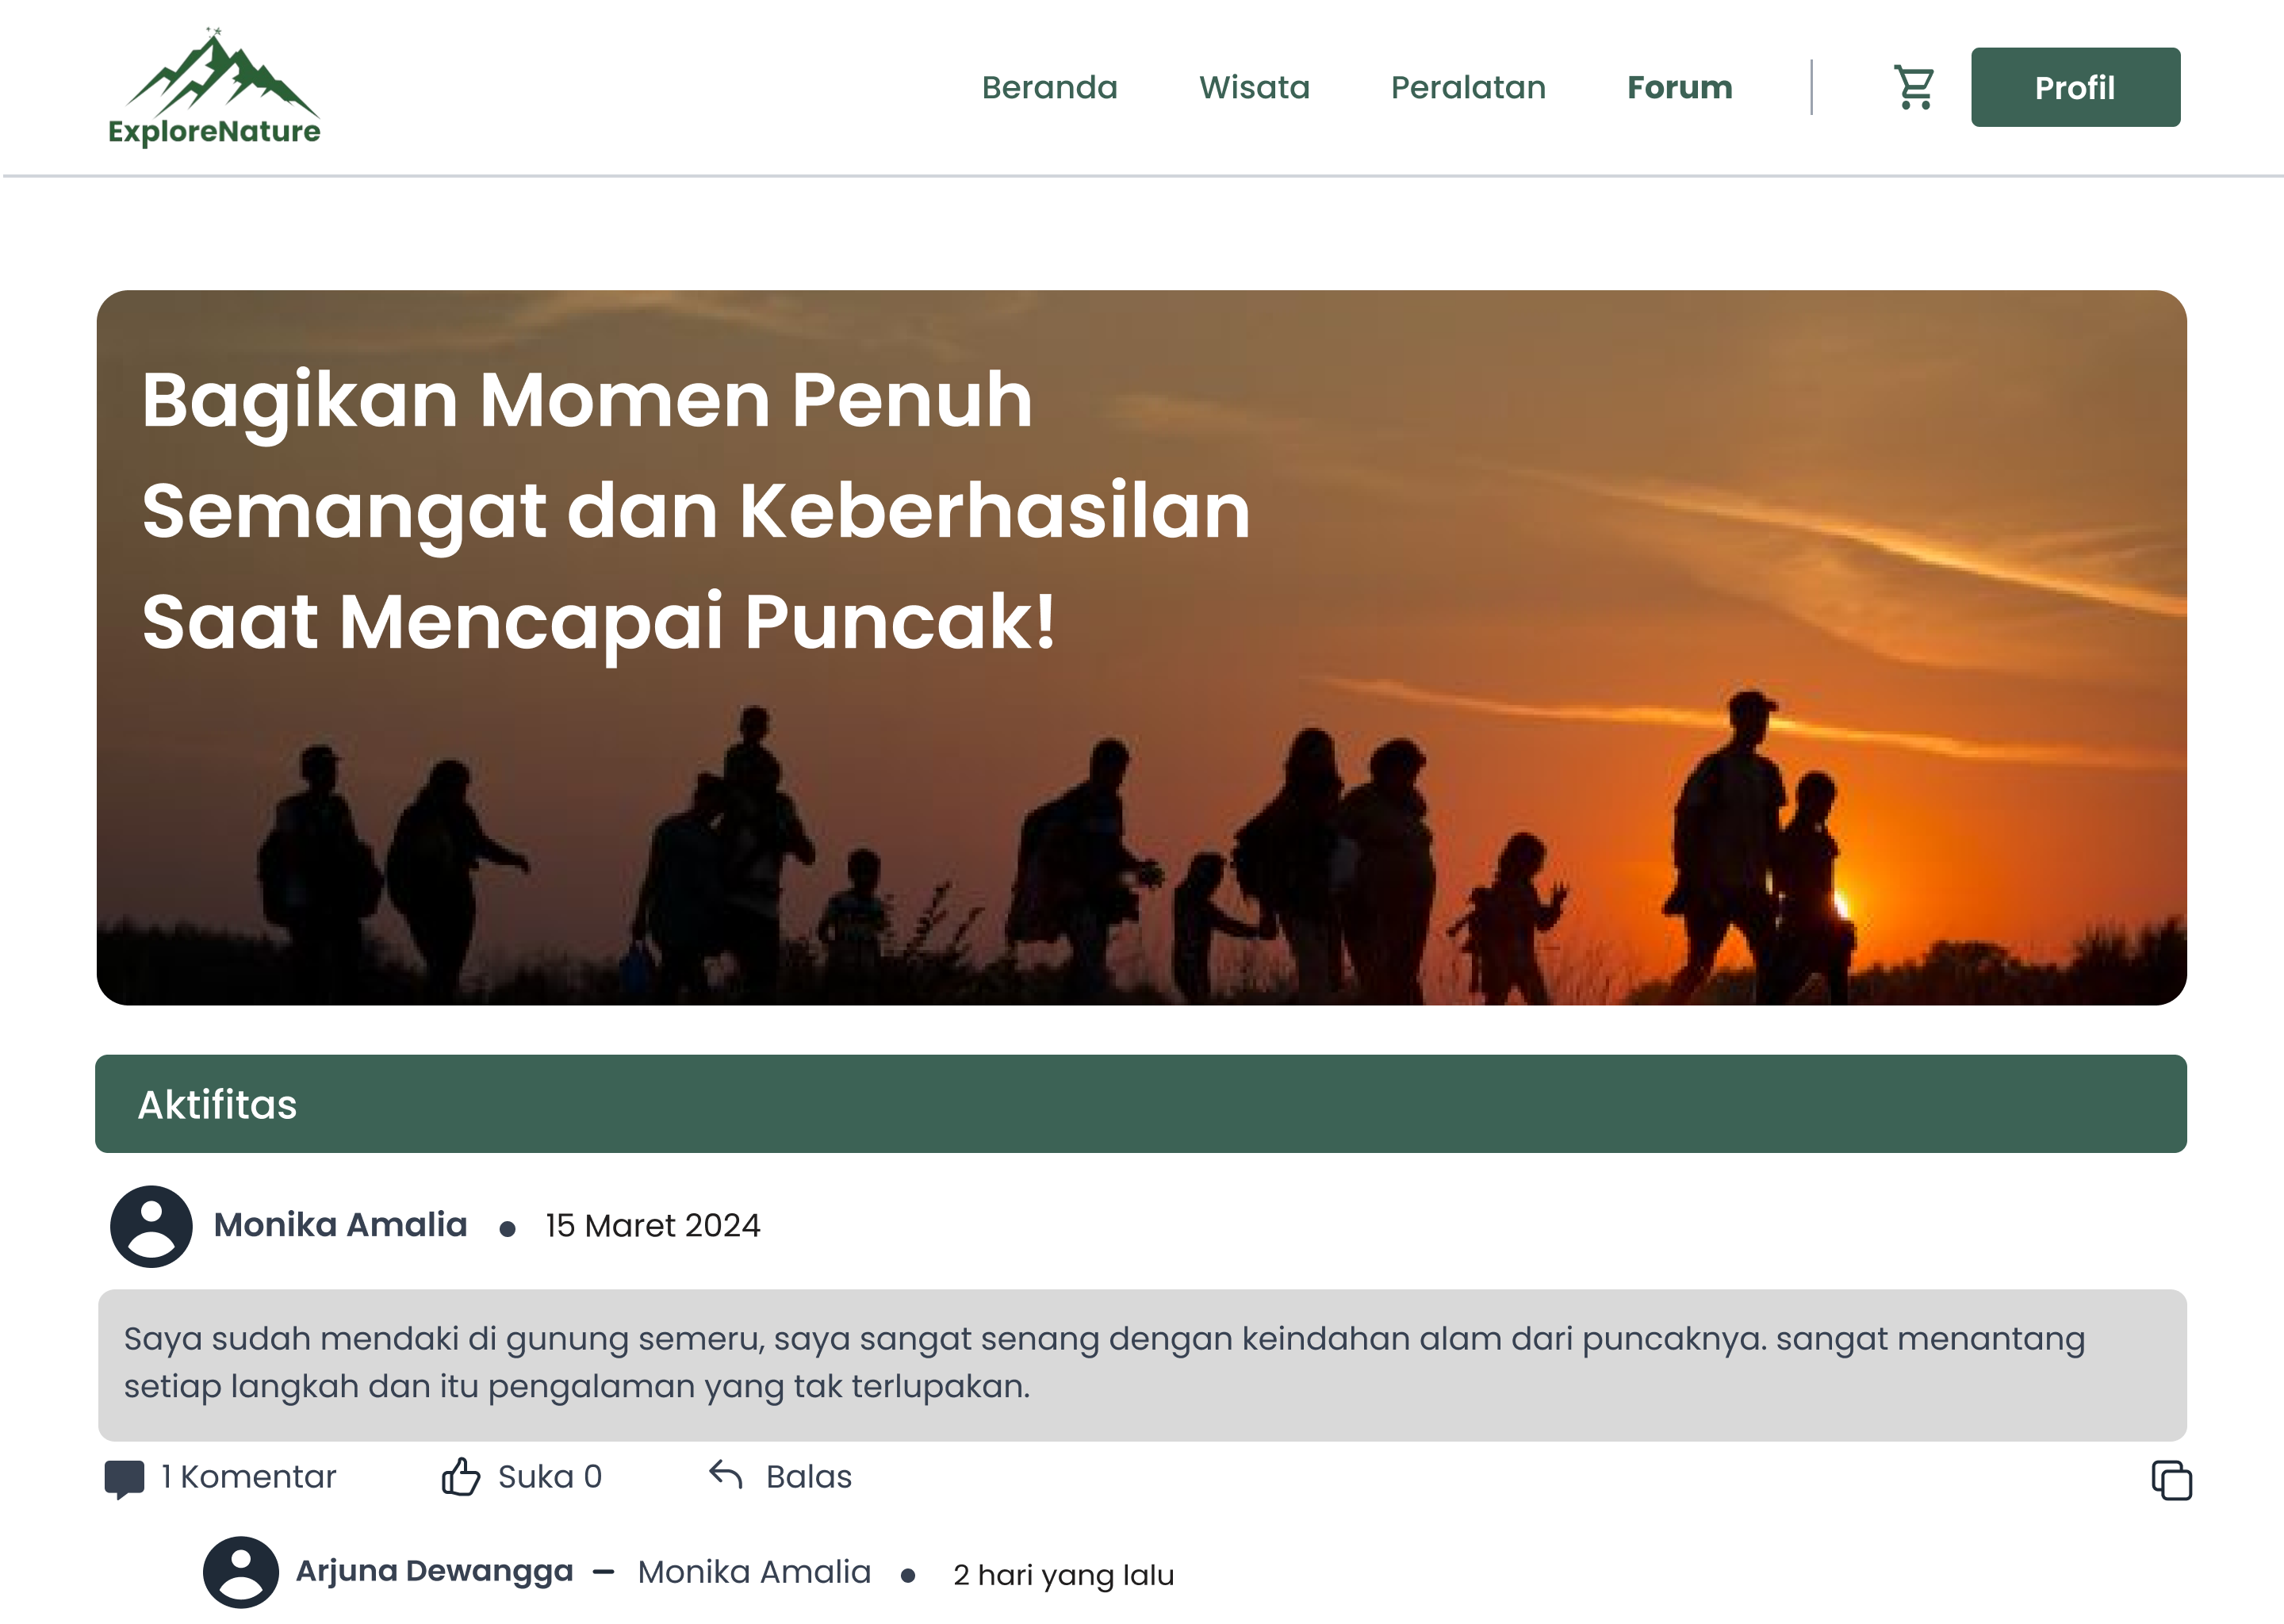 ExploreNature
Beranda Wisata Peralatan Forum Profil
Bagikan Momen Penuh
Semangat dan Keberhasilan
Saat Mencapai Puncak!
Aktifitas
Monika Amalia • 15 Maret 2024
Saya sudah mendaki di gunung semeru, saya sangat senang dengan keindahan alam dari puncaknya. sangat menantang
setiap langkah dan itu pengalaman yang tak terlupakan.
1 Komentar Suka 0 Balas
Arjuna Dewangga – Monika Amalia • 2 hari yang lalu